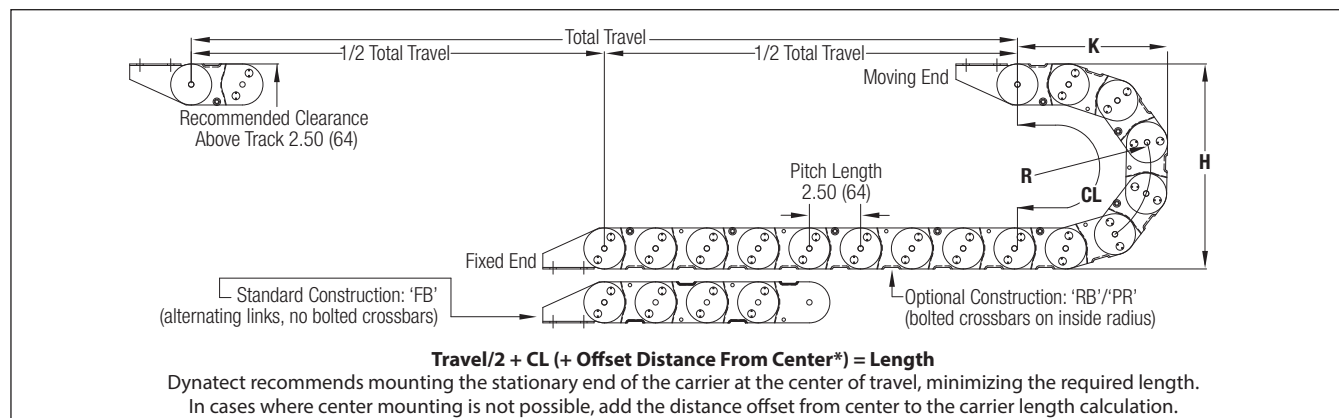 Total Travel
1/2 Total Travel
1/2 Total Travel
K
Moving End
Recommended Clearance
Above Track 2.50 (64)
H
Pitch Length
2.50 (64)
R
CL
Fixed End
Standard Construction: ‘FB’
(alternating links, no bolted crossbars)
Optional Construction: ‘RB’/‘PR’
(bolted crossbars on inside radius)
Travel/2 + CL (+ Offset Distance From Center*) = Length
Dynatect recommends mounting the stationary end of the carrier at the center of travel, minimizing the required length.
In cases where center mounting is not possible, add the distance offset from center to the carrier length calculation.